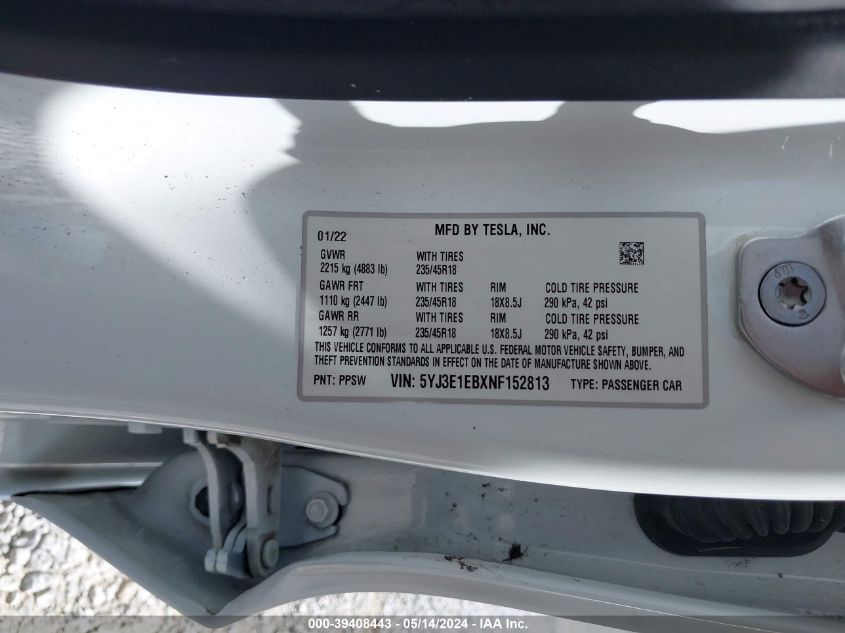 01/22 MFD BY TESLA, INC.
GVWR WITH TIRES
2215 kg (4883 lb) 235/45R18
GAWR FRT WITH TIRES RIM COLD TIRE PRESSURE
1110 kg (2447 lb) 235/45R18 18X8.5J 290 kPa, 42 psi
GAWR RR WITH TIRES RIM COLD TIRE PRESSURE
1257 kg (2771 lb) 235/45R18 18X8.5J 290 kPa, 42 psi
THIS VEHICLE CONFORMS TO ALL APPLICABLE U.S. FEDERAL MOTOR VEHICLE SAFETY, BUMPER, AND
THEFT PREVENTION STANDARDS IN EFFECT ON THE DATE OF MANUFACTURE SHOWN ABOVE.
PNT: PPSW VIN: 5YJ3E1EBXNF152813 TYPE: PASSENGER CAR
000-39408443 - 05/14/2024 - IAA Inc.